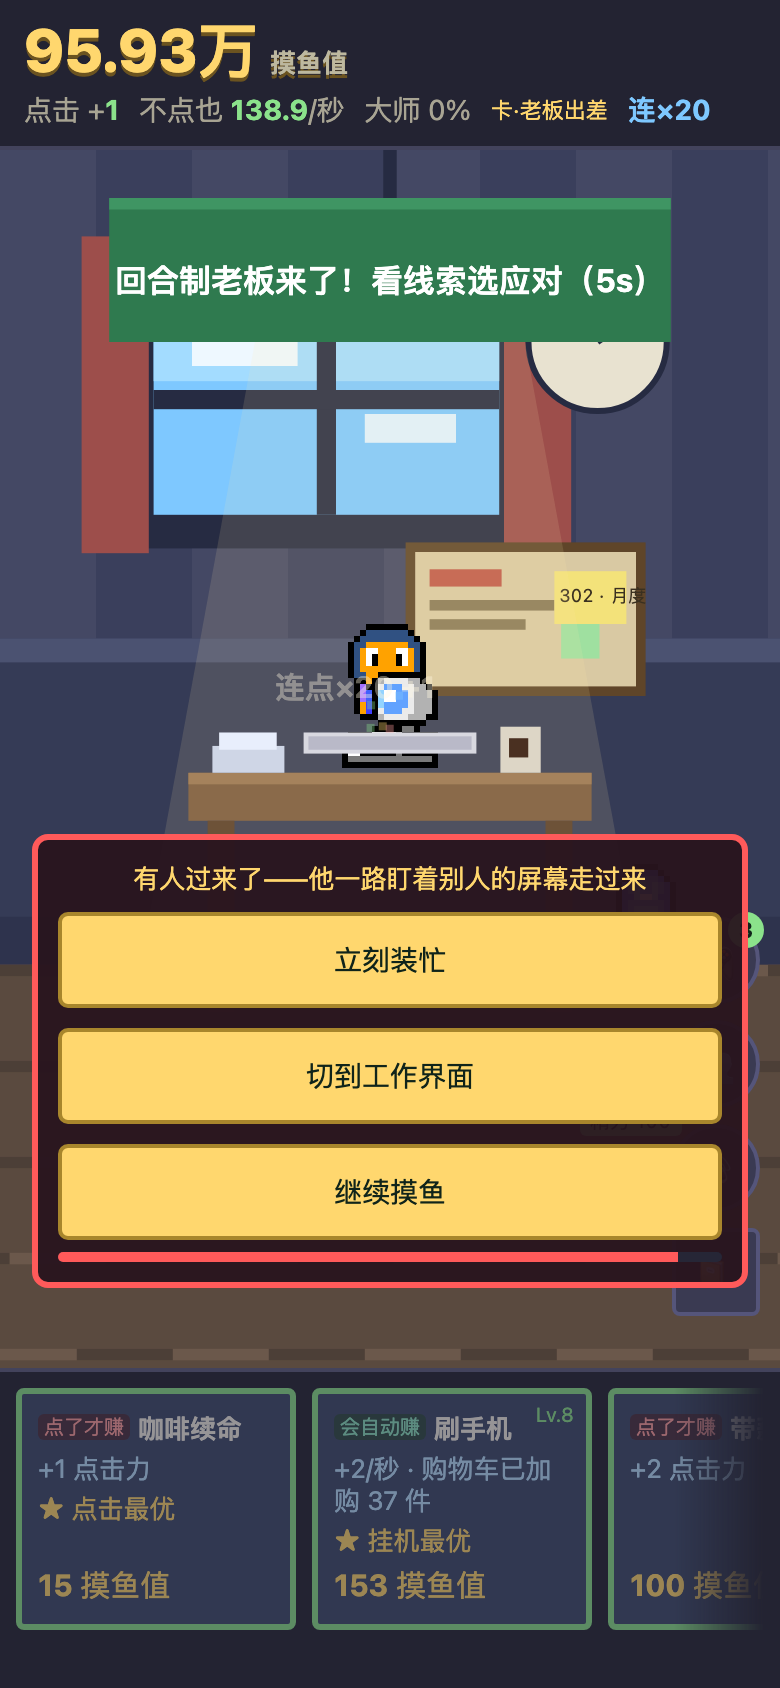 95.93万 摸鱼值
点击 +1 不点也 138.9/秒 大师 0% 卡·老板出差 连×20
回合制老板来了！看线索选应对（5s）
302 · 月度
连点×20
有人过来了——他一路盯着别人的屏幕走过来
立刻装忙
切到工作界面
继续摸鱼
点了才赚 咖啡续命
+1 点击力
★ 点击最优
15 摸鱼值
会自动赚 刷手机 Lv.8
+2/秒 · 购物车已加
购 37 件
★ 挂机最优
153 摸鱼值
点了才赚
+2 点击力
100 摸鱼